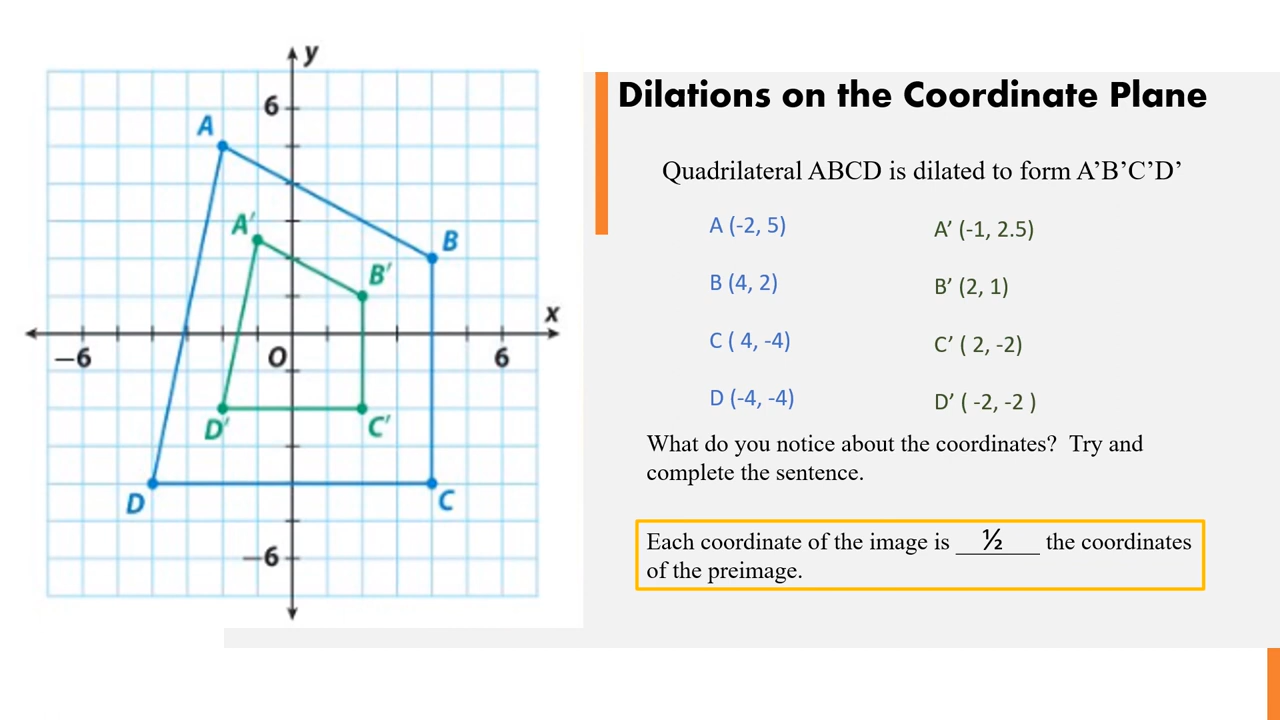 y
6
A
A'
B
B'
x
−6
O
6
D'
C'
D
C
−6
Dilations on the Coordinate Plane
Quadrilateral ABCD is dilated to form A’B’C’D’
A (-2, 5)
A’ (-1, 2.5)
B (4, 2)
B’ (2, 1)
C ( 4, -4)
C’ ( 2, -2)
D (-4, -4)
D’ ( -2, -2 )
What do you notice about the coordinates? Try and
complete the sentence.
Each coordinate of the image is ___½___ the coordinates
of the preimage.